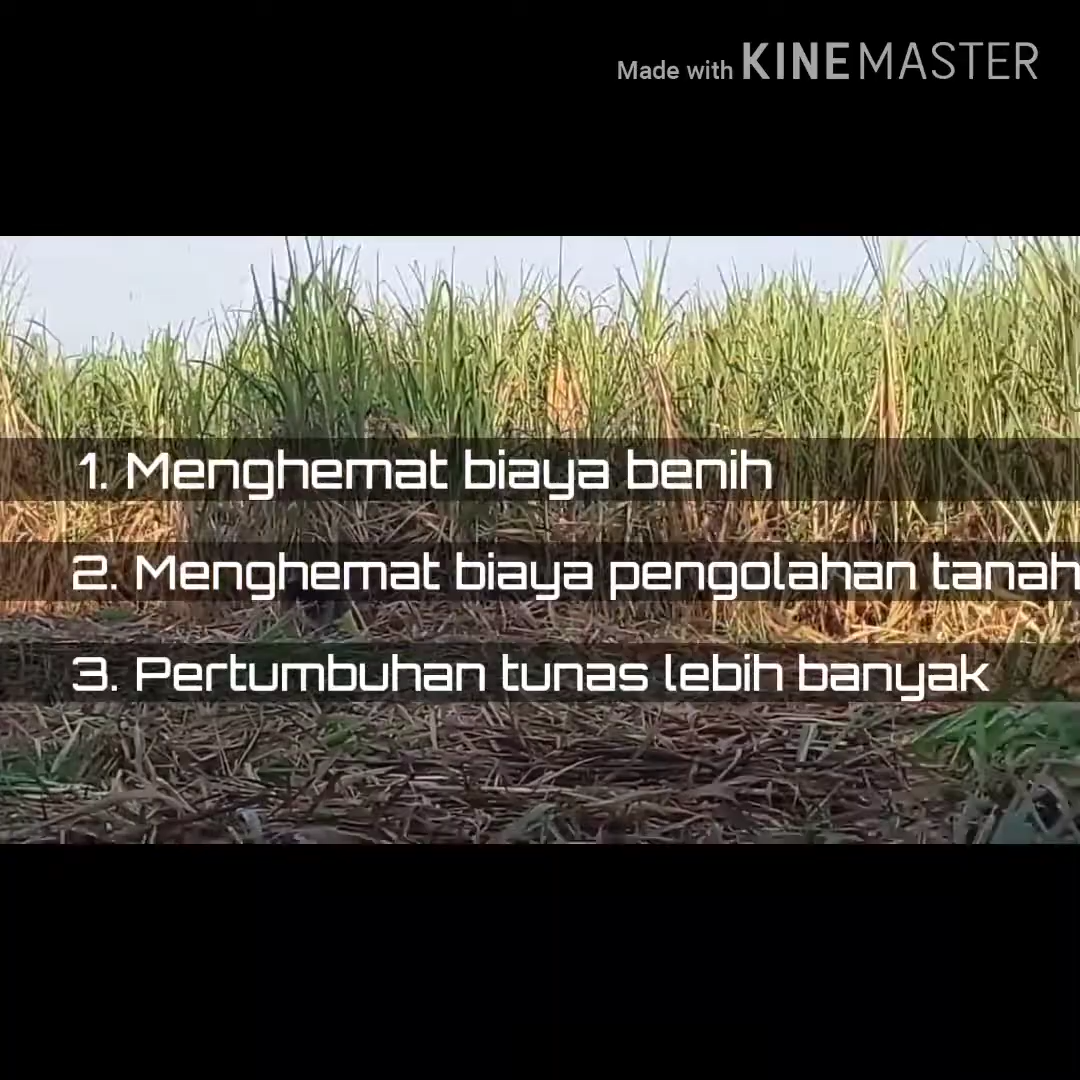 Made with KINEMASTER
1. Menghemat biaya benih
2. Menghemat biaya pengolahan tanah
3. Pertumbuhan tunas lebih banyak